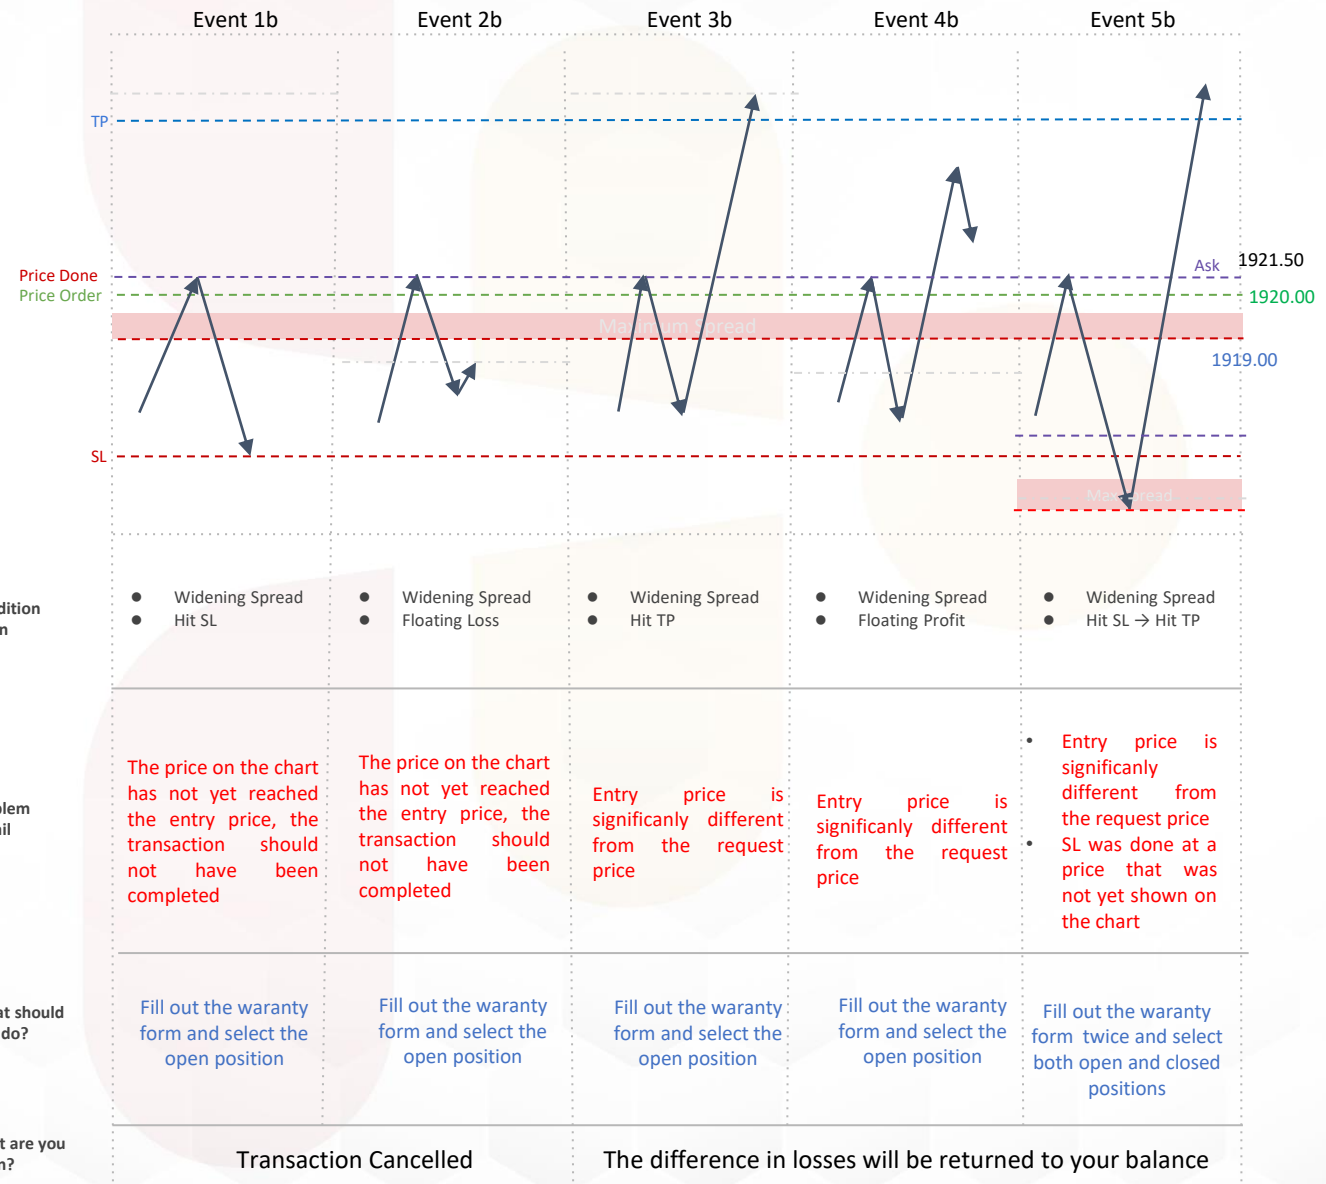 Event 1b
Event 2b
Event 3b
Event 4b
Event 5b
TP
Price Done
Ask
1921.50
Price Order
1920.00
Maximum Spread
1919.00
SL
Max Spread
dition
n
● Widening Spread
● Hit SL
● Widening Spread
● Floating Loss
● Widening Spread
● Hit TP
● Widening Spread
● Floating Profit
● Widening Spread
● Hit SL → Hit TP
blem
ail
The price on the chart
has not yet reached
the entry price, the
transaction should
not have been
completed
The price on the chart
has not yet reached
the entry price, the
transaction should
not have been
completed
Entry price is
significanly different
from the request
price
Entry price is
significanly different
from the request
price
• Entry price is
significanly
different from
the request price
• SL was done at a
price that was
not yet shown on
the chart
at should
do?
Fill out the waranty
form and select the
open position
Fill out the waranty
form and select the
open position
Fill out the waranty
form and select the
open position
Fill out the waranty
form and select the
open position
Fill out the waranty
form twice and select
both open and closed
positions
t are you
n?
Transaction Cancelled
The difference in losses will be returned to your balance